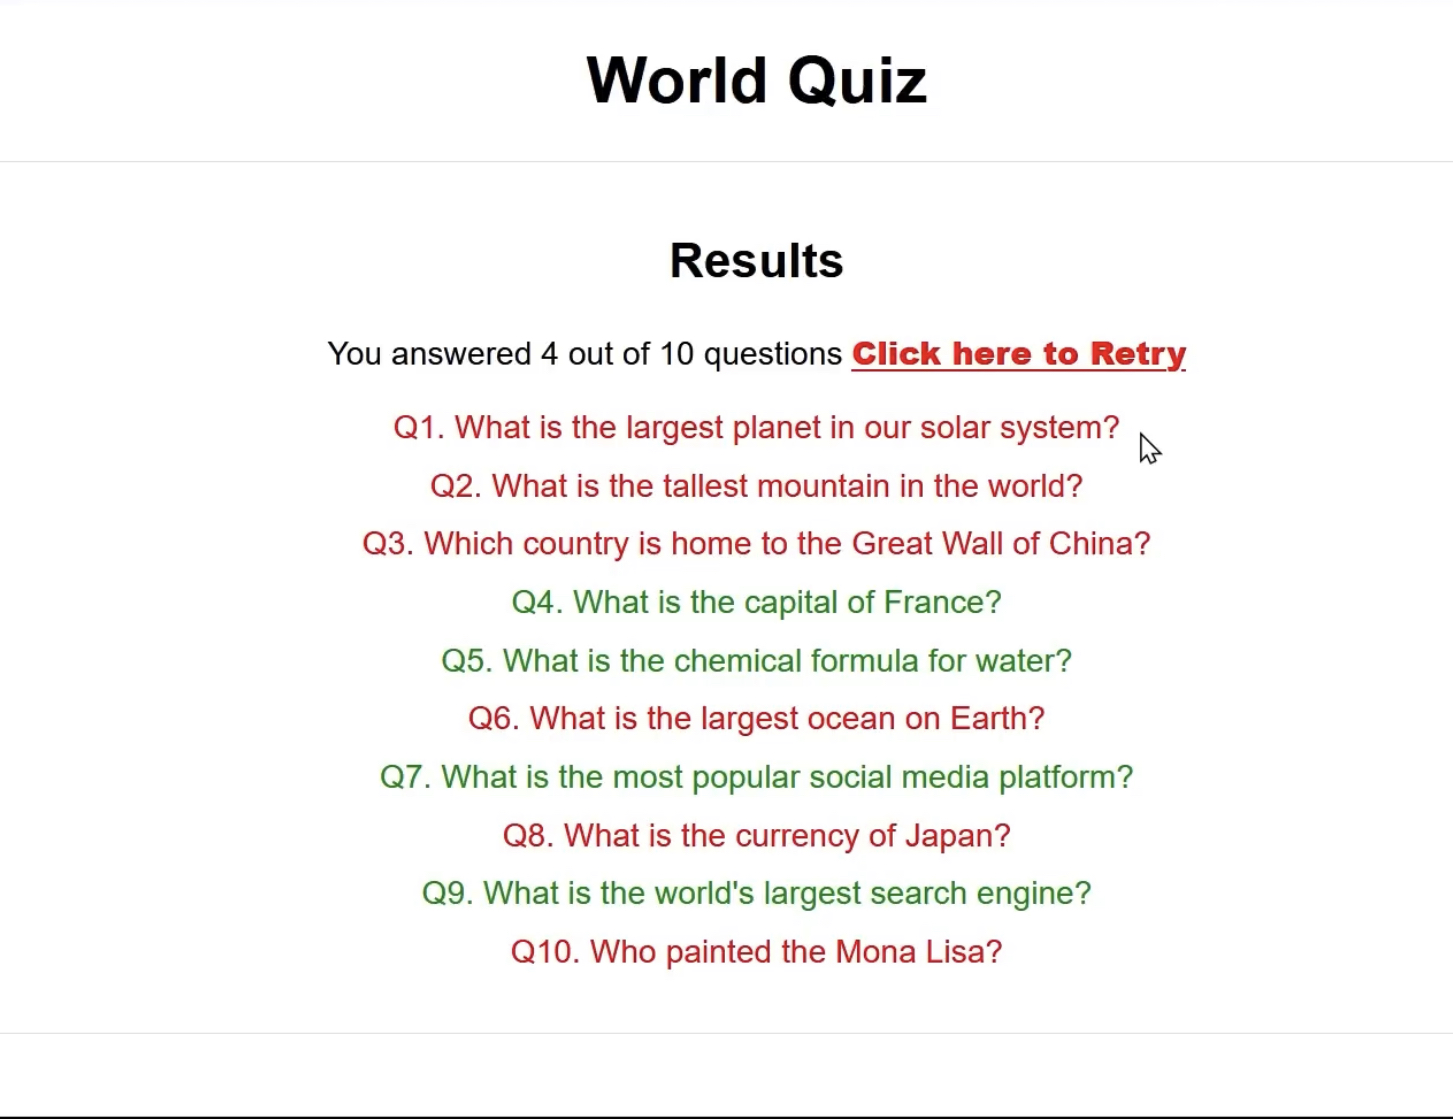 World Quiz
Results
You answered 4 out of 10 questions Click here to Retry
Q1. What is the largest planet in our solar system?
Q2. What is the tallest mountain in the world?
Q3. Which country is home to the Great Wall of China?
Q4. What is the capital of France?
Q5. What is the chemical formula for water?
Q6. What is the largest ocean on Earth?
Q7. What is the most popular social media platform?
Q8. What is the currency of Japan?
Q9. What is the world's largest search engine?
Q10. Who painted the Mona Lisa?